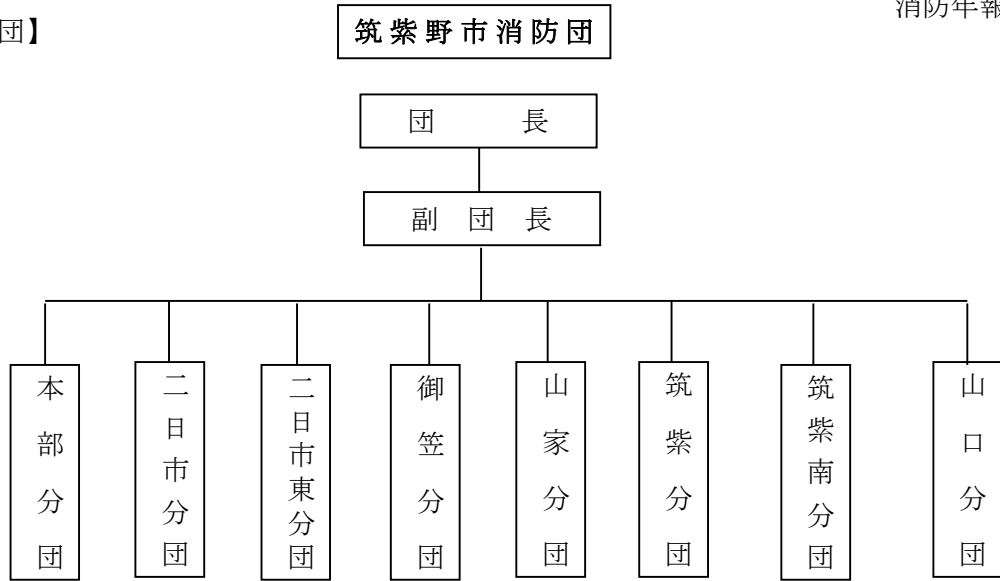 団】
消防年報
筑紫野市消防団
団　　長
副　団　長
本部分団
二日市分団
二日市東分団
御笠分団
山家分団
筑紫分団
筑紫南分団
山口分団